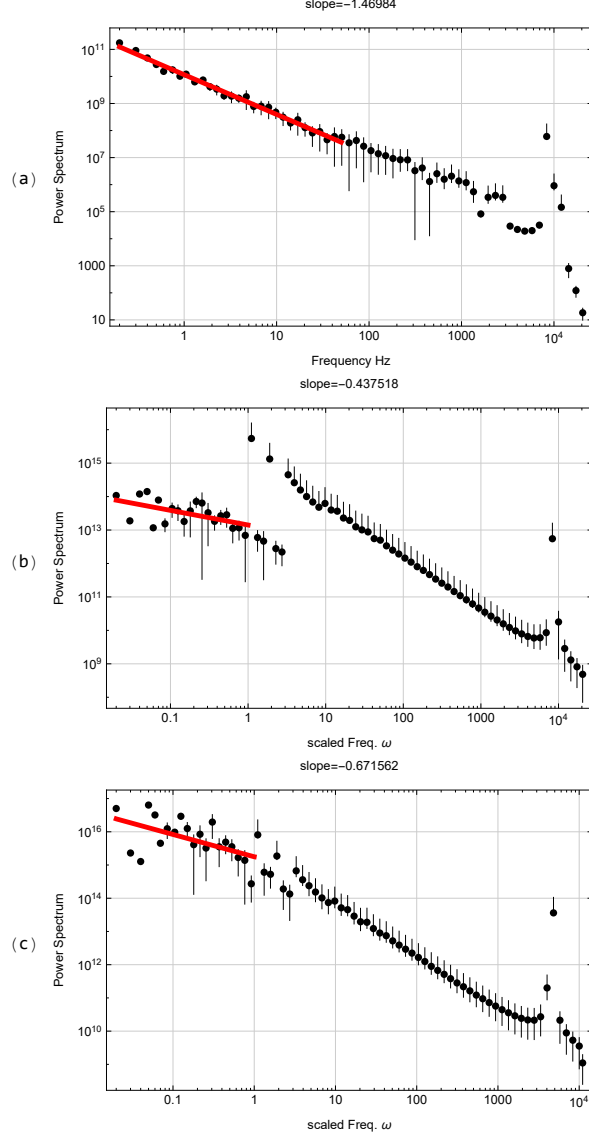 slope=-1.46984
(a)
Power Spectrum
10^11
10^9
10^7
10^5
1000
10
1 10 100 1000 10^4
Frequency Hz
slope=-0.437518
(b)
Power Spectrum
10^15
10^13
10^11
10^9
0.1 1 10 100 1000 10^4
scaled Freq. ω
slope=-0.671562
(c)
Power Spectrum
10^16
10^14
10^12
10^10
0.1 1 10 100 1000 10^4
scaled Freq. ω